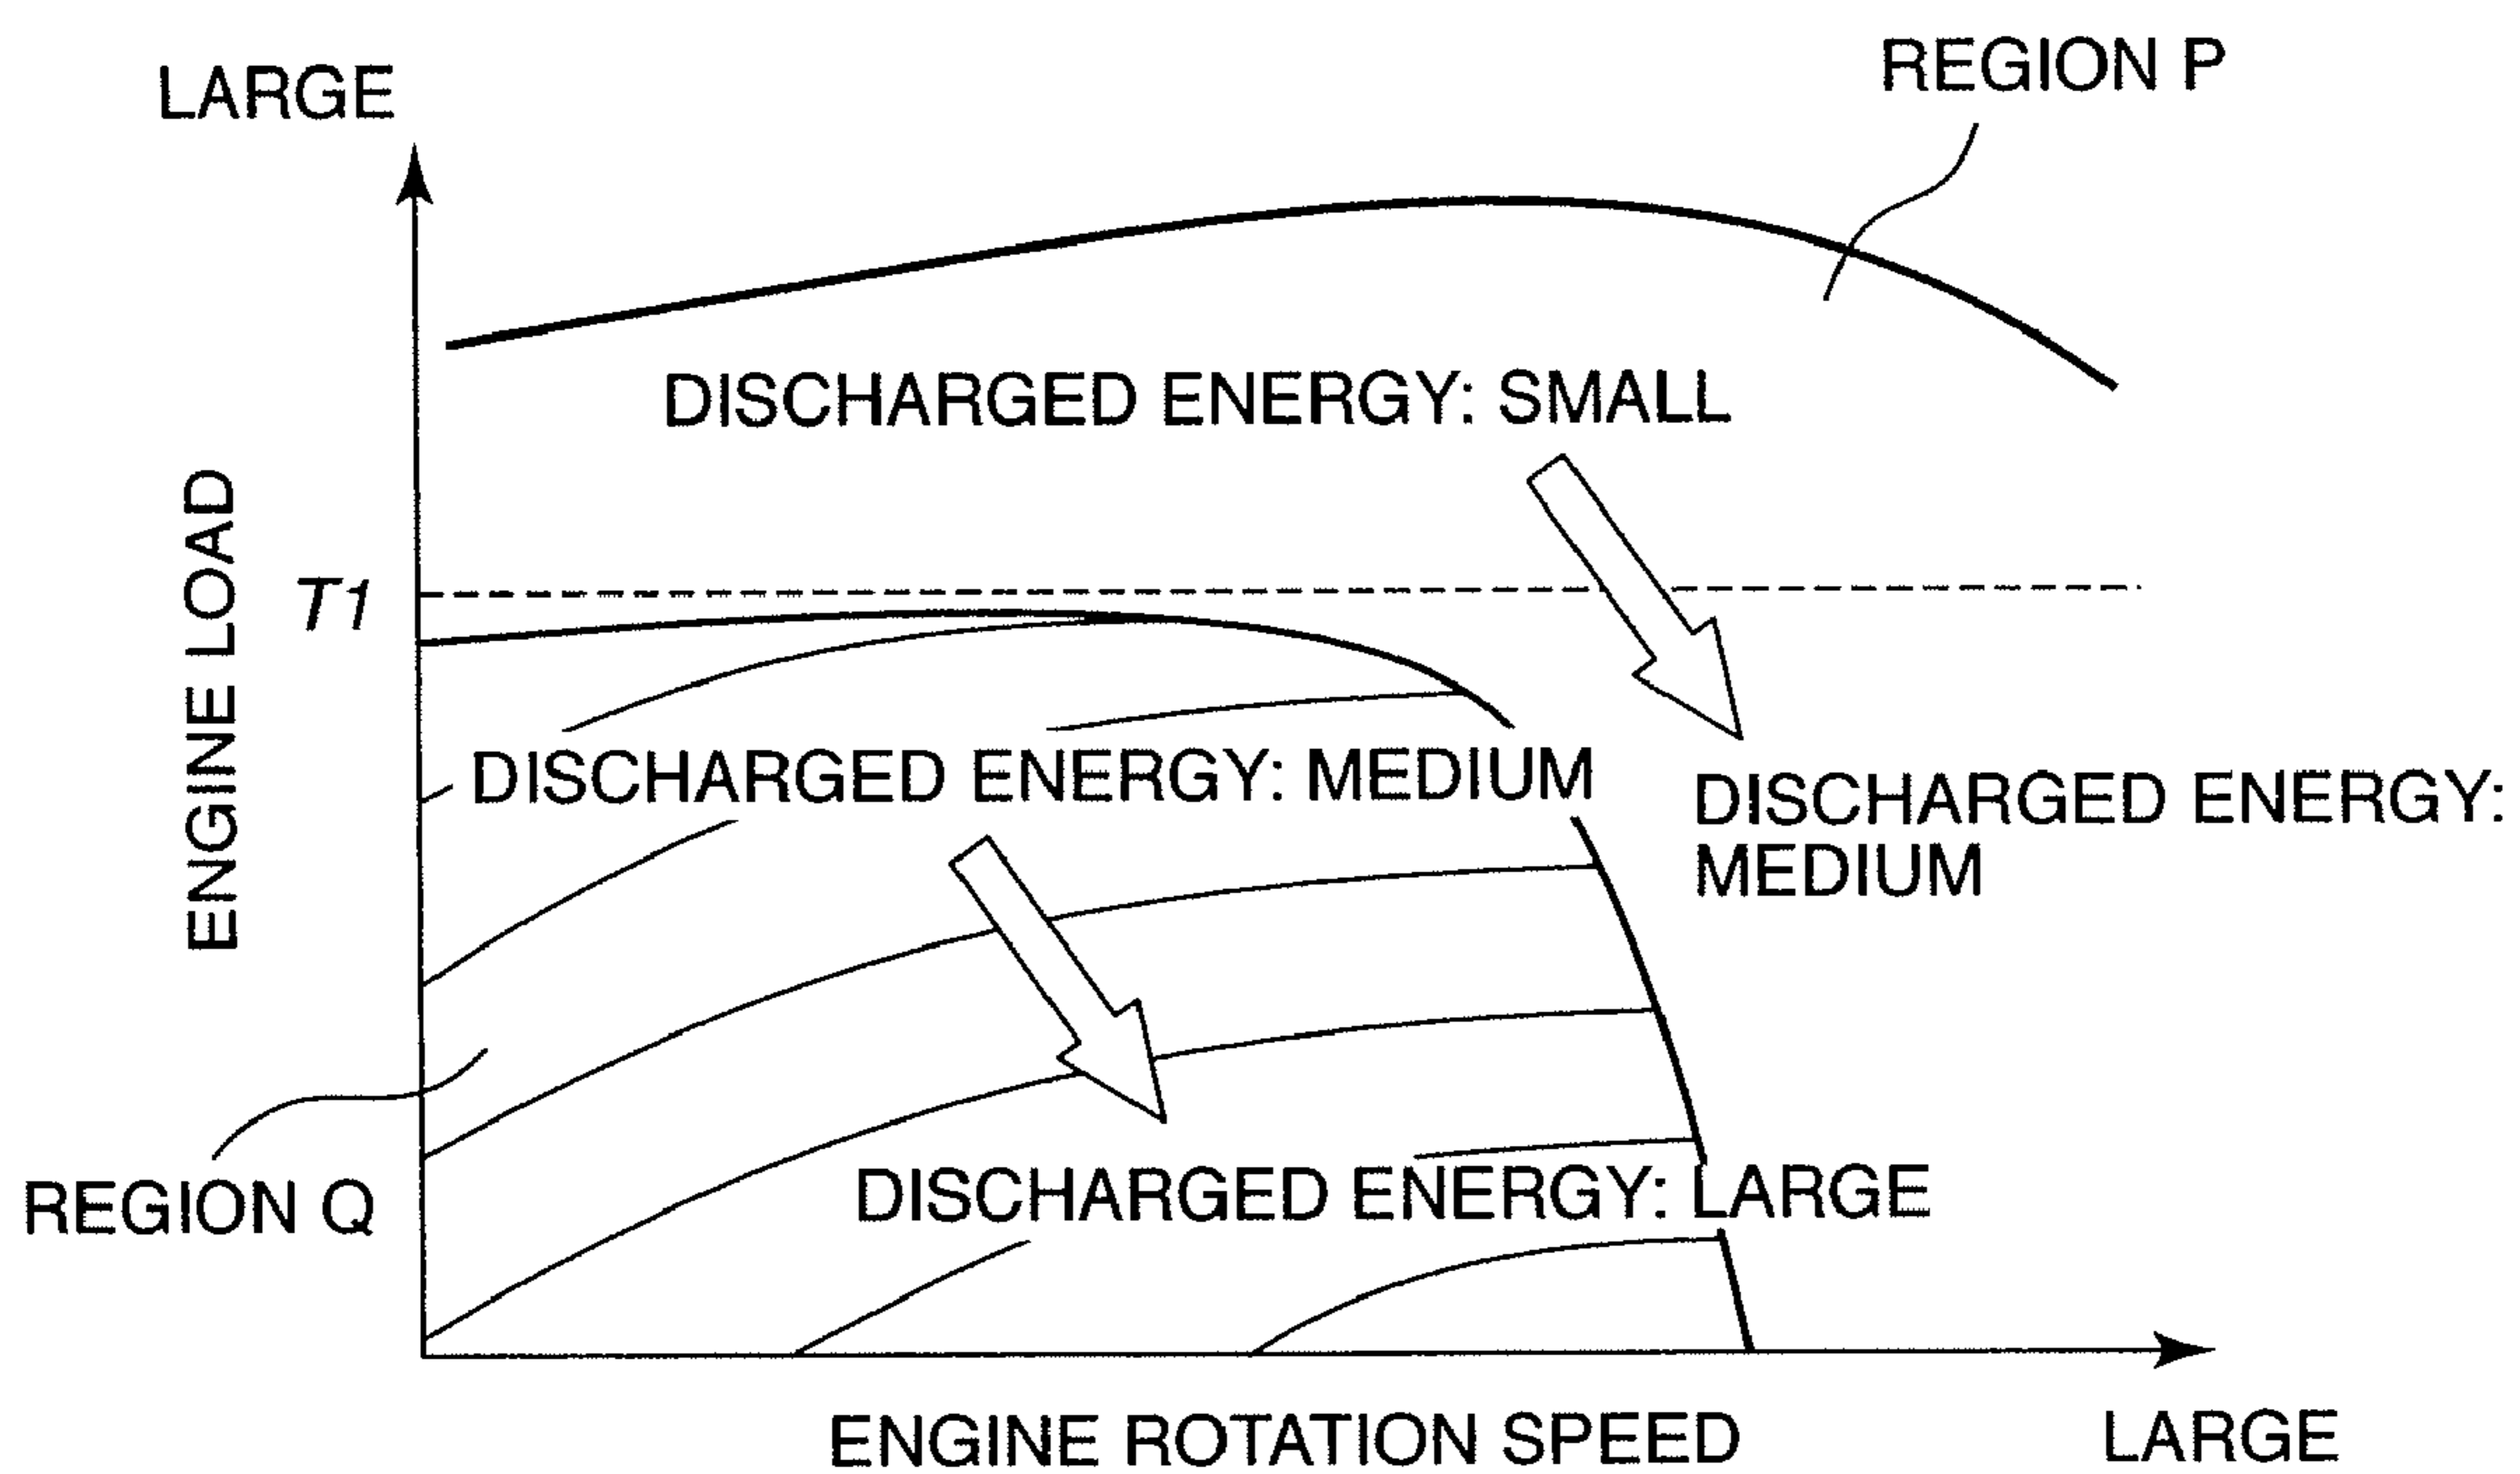 REGION P
LARGE
DISCHARGED ENERGY: SMALL
ENGINE LOAD
T1
DISCHARGED ENERGY: MEDIUM
DISCHARGED ENERGY:
MEDIUM
REGION Q
DISCHARGED ENERGY: LARGE
ENGINE ROTATION SPEED
LARGE